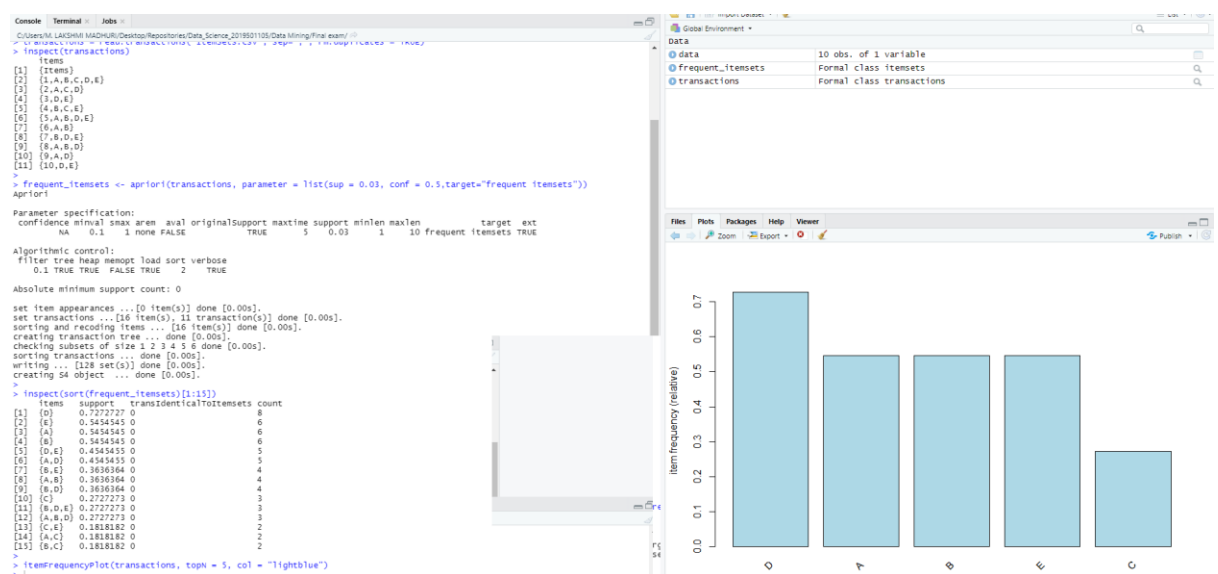 Console Terminal × Jobs ×
C:/Users/M. LAKSHMI MADHURI/Desktop/Repositories/Data_Science_2019501105/Data Mining/Final exam/
> transactions = read.transactions( itemsets.csv , sep= , , rm.duplicates = TRUE)
> inspect(transactions)
items
[1] {Items}
[2] {1,A,B,C,D,E}
[3] {2,A,C,D}
[4] {3,D,E}
[5] {4,B,C,E}
[6] {5,A,B,D,E}
[7] {6,A,B}
[8] {7,B,D,E}
[9] {8,A,B,D}
[10] {9,A,D}
[11] {10,D,E}
>
> frequent_itemsets <- apriori(transactions, parameter = list(sup = 0.03, conf = 0.5,target="frequent itemsets"))
Apriori
Parameter specification:
confidence minval smax arem aval originalSupport maxtime support minlen maxlen target ext
NA 0.1 1 none FALSE TRUE 5 0.03 1 10 frequent itemsets TRUE
Algorithmic control:
filter tree heap memopt load sort verbose
0.1 TRUE TRUE FALSE TRUE 2 TRUE
Absolute minimum support count: 0
set item appearances ...[0 item(s)] done [0.00s].
set transactions ...[16 item(s), 11 transaction(s)] done [0.00s].
sorting and recoding items ... [16 item(s)] done [0.00s].
creating transaction tree ... done [0.00s].
checking subsets of size 1 2 3 4 5 6 done [0.00s].
sorting transactions ... done [0.00s].
writing ... [128 set(s)] done [0.00s].
creating S4 object ... done [0.00s].
>
> inspect(sort(frequent_itemsets)[1:15])
items support transIdenticalToItemsets count
[1] {D} 0.7272727 0 8
[2] {E} 0.5454545 0 6
[3] {A} 0.5454545 0 6
[4] {B} 0.5454545 0 6
[5] {D,E} 0.4545455 0 5
[6] {A,D} 0.4545455 0 5
[7] {B,E} 0.3636364 0 4
[8] {A,B} 0.3636364 0 4
[9] {B,D} 0.3636364 0 4
[10] {C} 0.2727273 0 3
[11] {B,D,E} 0.2727273 0 3
[12] {A,B,D} 0.2727273 0 3
[13] {C,E} 0.1818182 0 2
[14] {A,C} 0.1818182 0 2
[15] {B,C} 0.1818182 0 2
>
> itemFrequencyPlot(transactions, topN = 5, col = "lightblue")
Import Dataset
List
Global Environment
Data
data 10 obs. of 1 variable
frequent_itemsets Formal class itemsets
transactions Formal class transactions
Files Plots Packages Help Viewer
Zoom Export Publish
item frequency (relative)
0.7
0.6
0.5
0.4
0.3
0.2
0.1
0.0
D A B E C